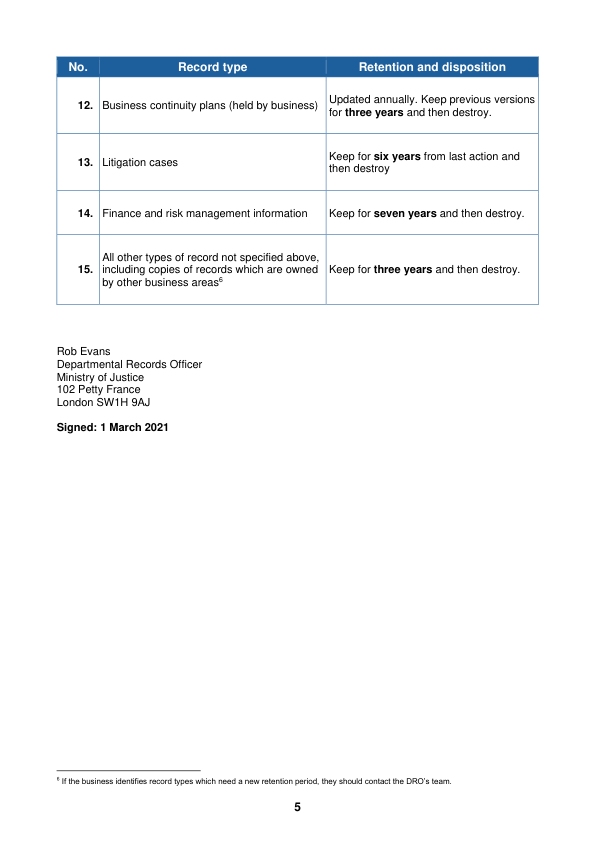 No. Record type Retention and disposition
12. Business continuity plans (held by business) Updated annually. Keep previous versions
for three years and then destroy.
13. Litigation cases Keep for six years from last action and
then destroy
14. Finance and risk management information Keep for seven years and then destroy.
All other types of record not specified above,
15. including copies of records which are owned Keep for three years and then destroy.
by other business areas⁶
Rob Evans
Departmental Records Officer
Ministry of Justice
102 Petty France
London SW1H 9AJ
Signed: 1 March 2021
⁶ If the business identifies record types which need a new retention period, they should contact the DRO's team.
5